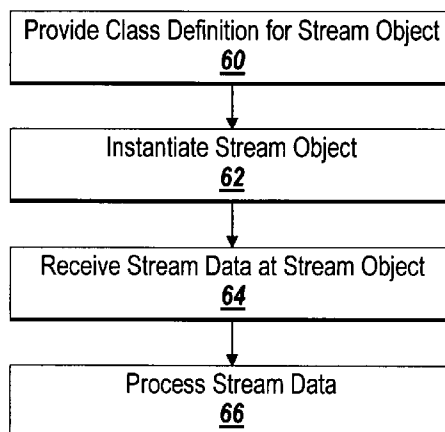 Provide Class Definition for Stream Object
60
Instantiate Stream Object
62
Receive Stream Data at Stream Object
64
Process Stream Data
66